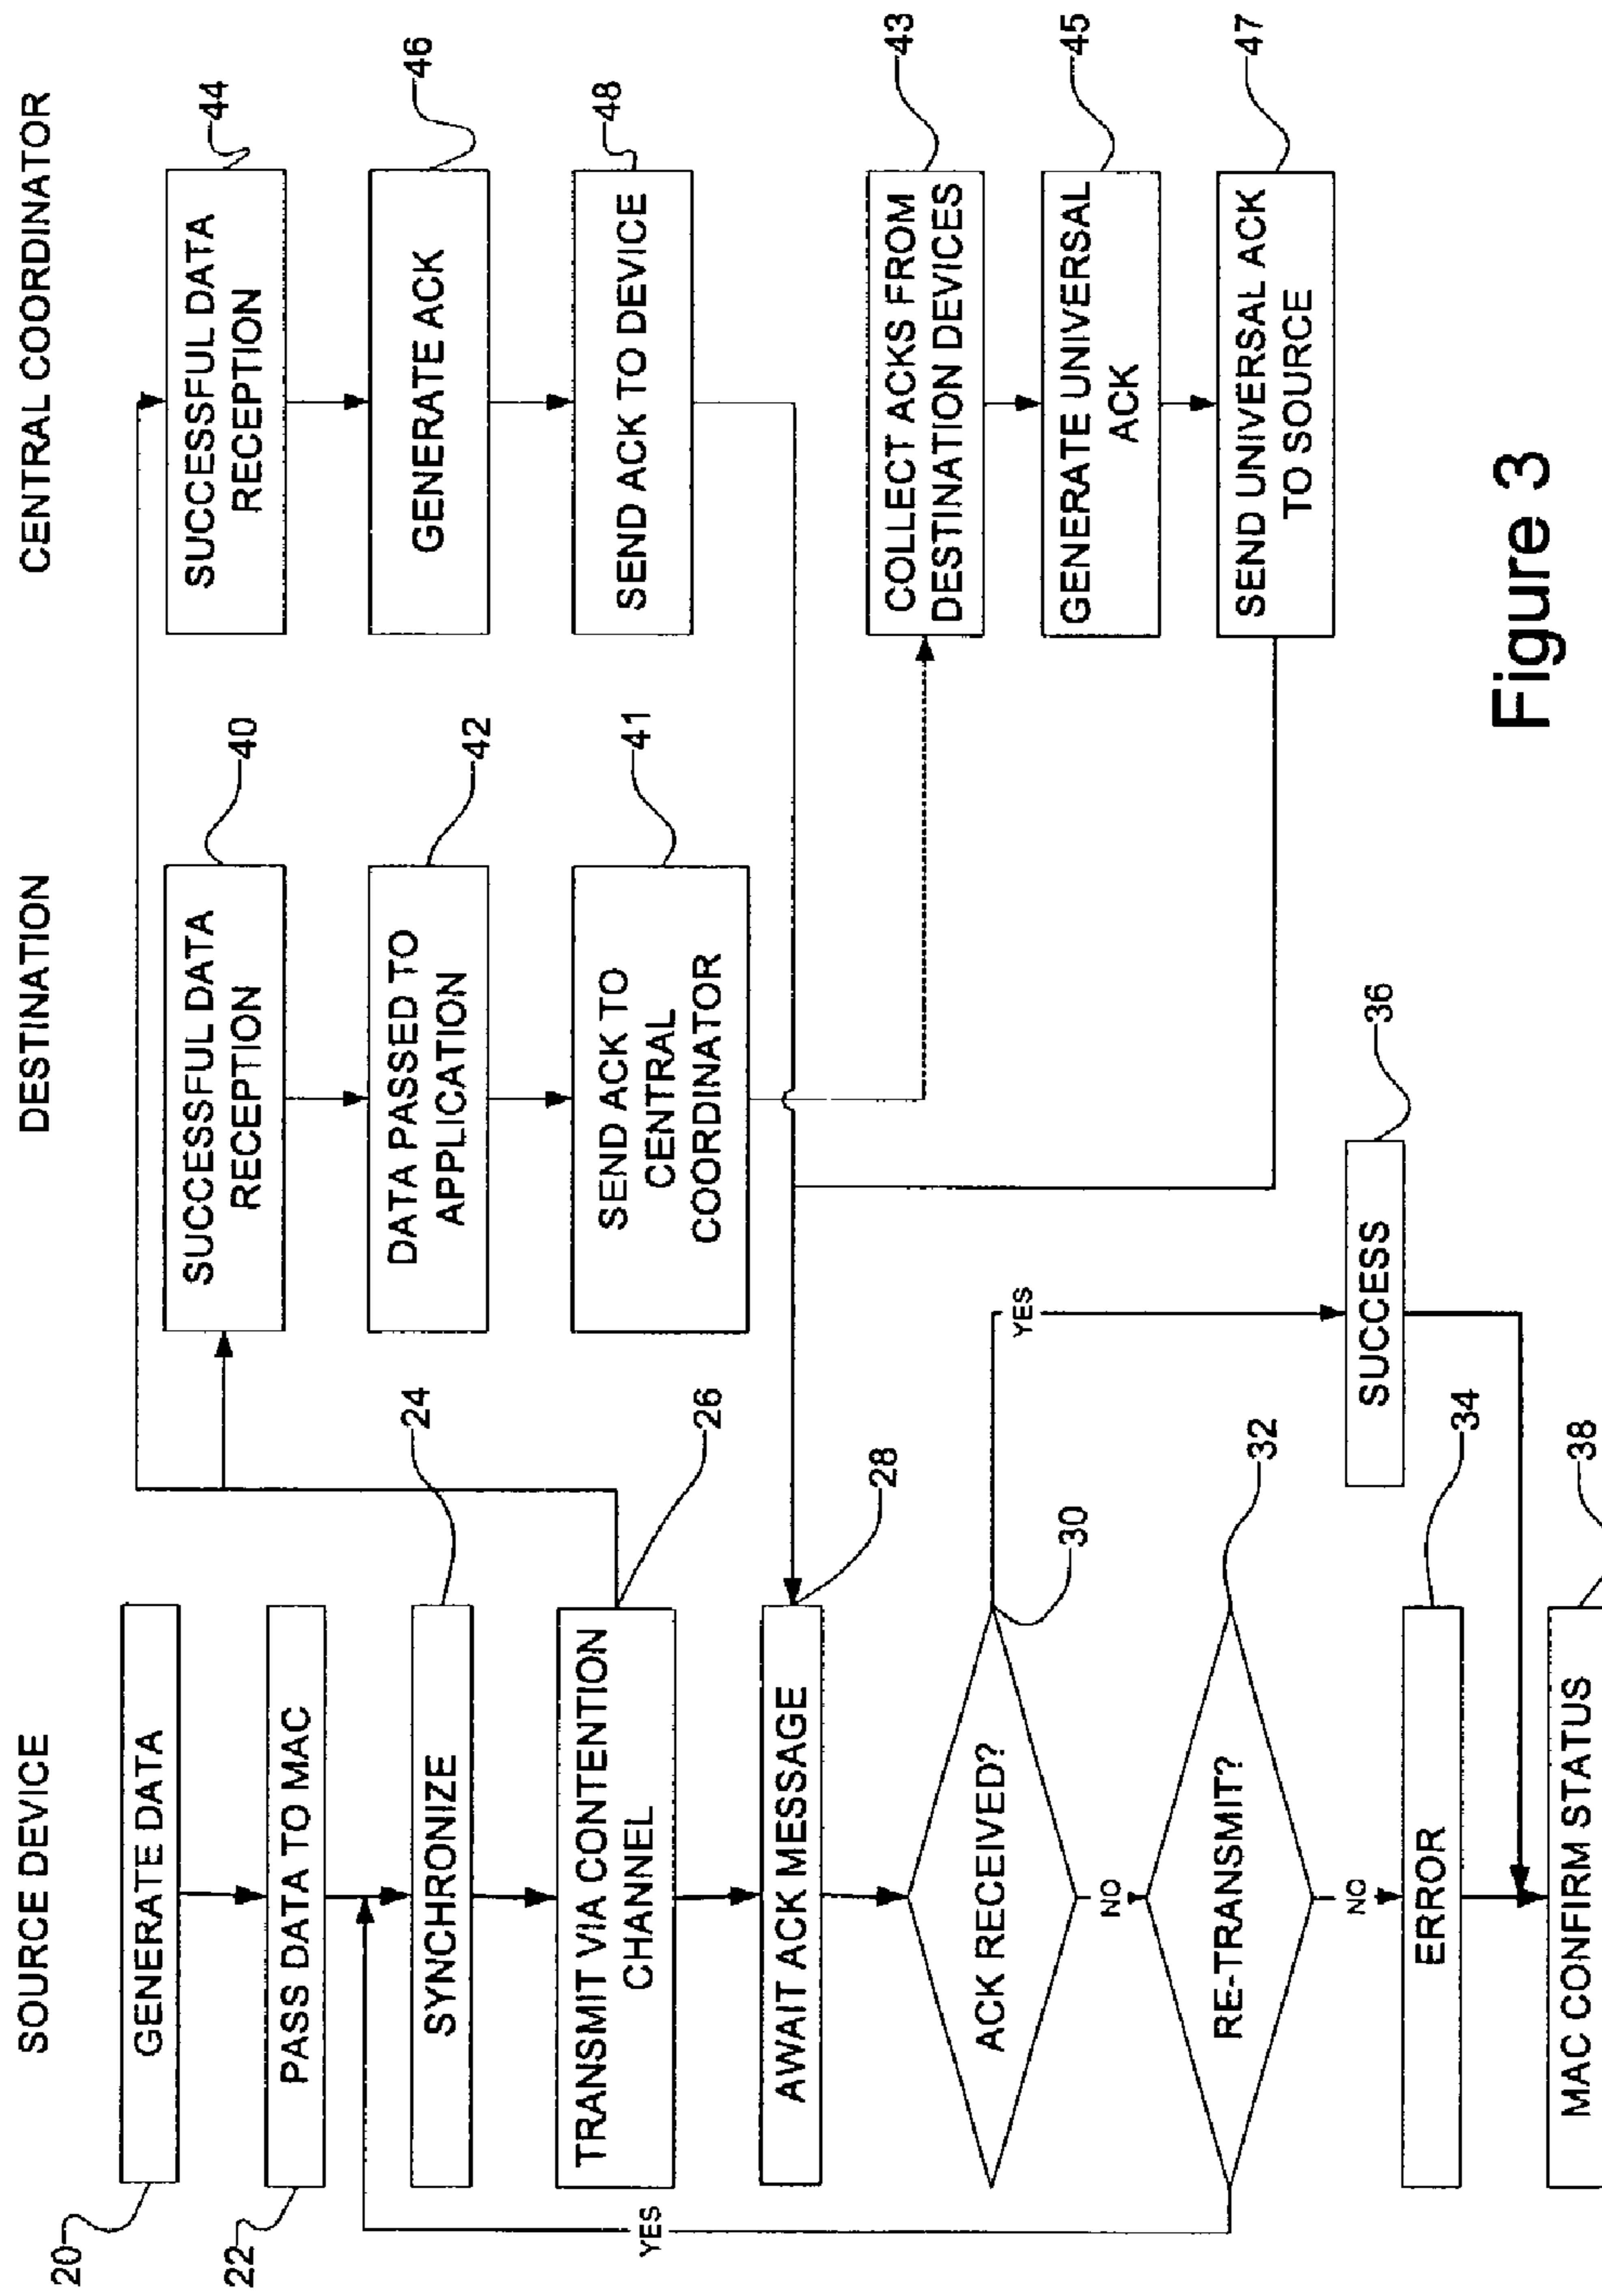 SOURCE DEVICE
20
GENERATE DATA
22
PASS DATA TO MAC
24
SYNCHRONIZE
26
TRANSMIT VIA CONTENTION
CHANNEL
28
AWAIT ACK MESSAGE
30
ACK RECEIVED?
YES
NO
32
RE-TRANSMIT?
YES
NO
34
ERROR
36
SUCCESS
38
MAC CONFIRM STATUS
DESTINATION
40
SUCCESSFUL DATA
RECEPTION
42
DATA PASSED TO
APPLICATION
41
SEND ACK TO
CENTRAL
COORDINATOR
CENTRAL COORDINATOR
44
SUCCESSFUL DATA
RECEPTION
46
GENERATE ACK
48
SEND ACK TO DEVICE
43
COLLECT ACKS FROM
DESTINATION DEVICES
45
GENERATE UNIVERSAL
ACK
47
SEND UNIVERSAL ACK
TO SOURCE
Figure 3